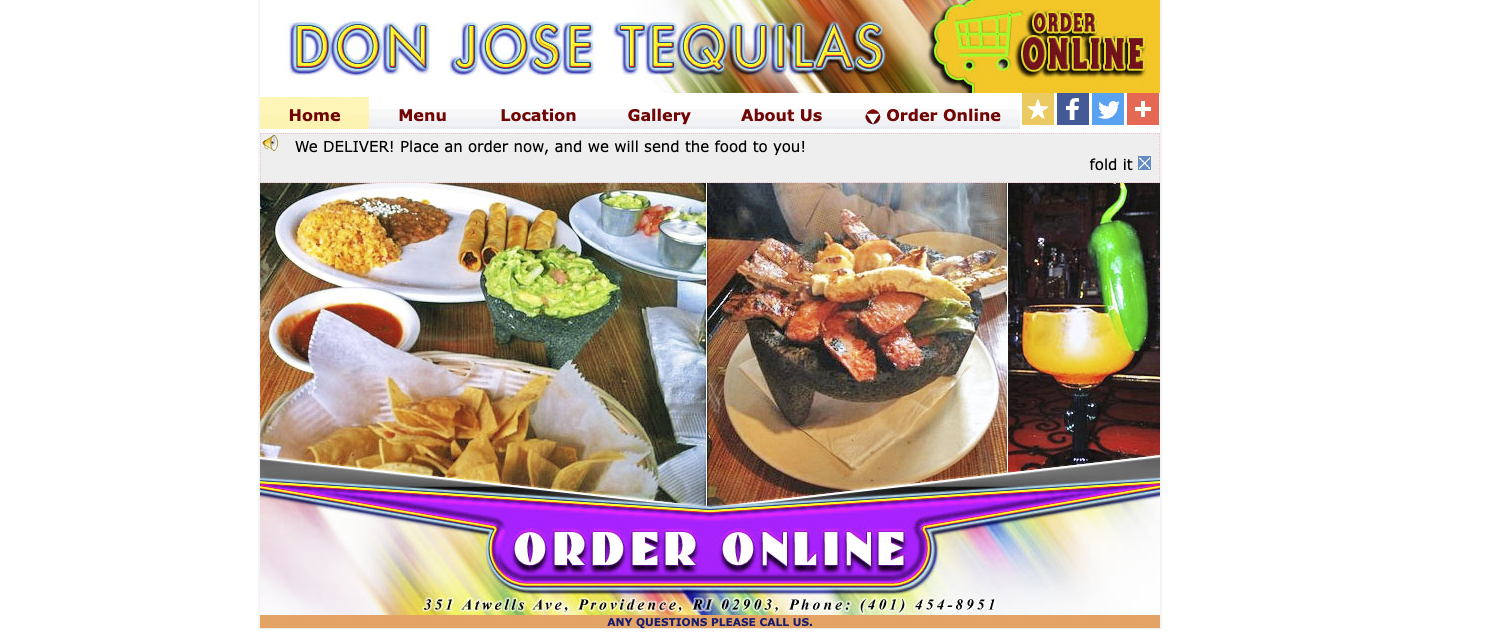 DON JOSE TEQUILAS
ORDER
ONLINE
Home Menu Location Gallery About Us Order Online
We DELIVER! Place an order now, and we will send the food to you!
fold it
ORDER ONLINE
351 Atwells Ave, Providence, RI 02903, Phone: (401) 454-8951
ANY QUESTIONS PLEASE CALL US.